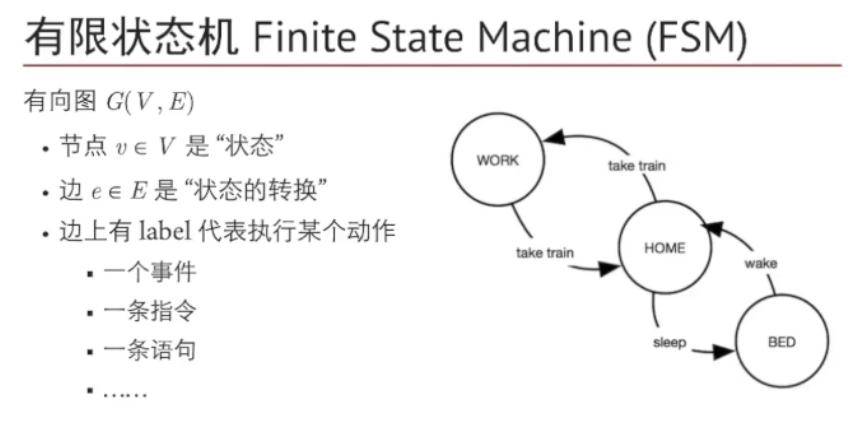 有限状态机 Finite State Machine (FSM)
有向图 G(V, E)
• 节点 v ∈ V 是“状态”
• 边 e ∈ E 是“状态的转换”
• 边上有 label 代表执行某个动作
▪ 一个事件
▪ 一条指令
▪ 一条语句
▪ ……
WORK
take train
take train
HOME
wake
sleep
BED